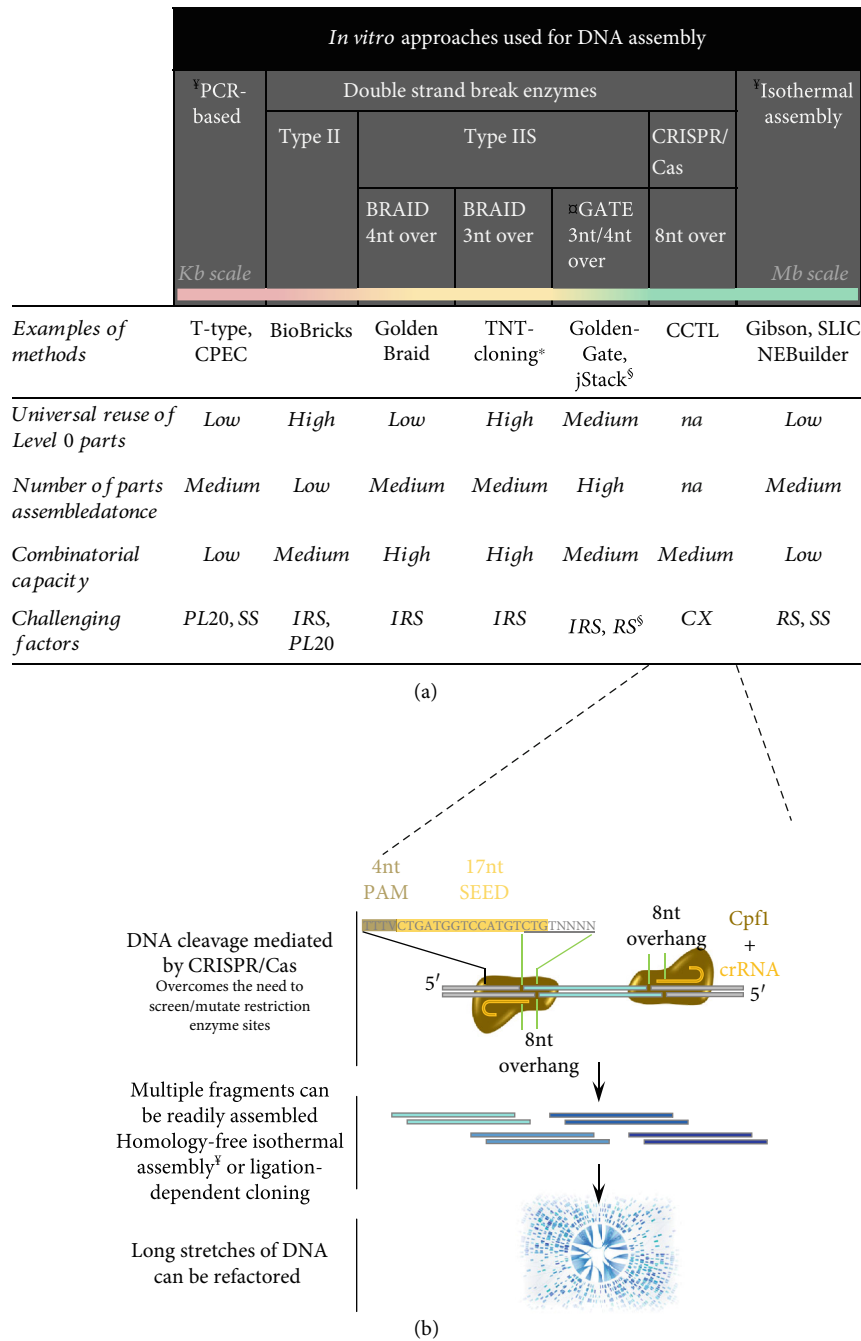 In vitro approaches used for DNA assembly
¥PCR-
based
Double strand break enzymes
¥Isothermal
assembly
Type II
Type IIS
CRISPR/
Cas
BRAID
4nt over
BRAID
3nt over
¤GATE
3nt/4nt
over
8nt over
Kb scale
Mb scale
Examples of
methods
T-type,
CPEC
BioBricks
Golden
Braid
TNT-
cloning*
Golden-
Gate,
jStack§
CCTL
Gibson, SLIC
NEBuilder
Universal reuse of
Level 0 parts
Low
High
Low
High
Medium
na
Low
Number of parts
assembledatonce
Medium
Low
Medium
Medium
High
na
Medium
Combinatorial
capacity
Low
Medium
High
High
Medium
Medium
Low
Challenging
factors
PL20, SS
IRS,
PL20
IRS
IRS
IRS, RS§
CX
RS, SS
(a)
4nt
PAM
17nt
SEED
TTTVCTGATGGTCCATGTCTGTNNNN
8nt
overhang
Cpf1
+
crRNA
DNA cleavage mediated
by CRISPR/Cas
Overcomes the need to
screen/mutate restriction
enzyme sites
5′
5′
8nt
overhang
Multiple fragments can
be readily assembled
Homology-free isothermal
assembly¥ or ligation-
dependent cloning
Long stretches of DNA
can be refactored
(b)